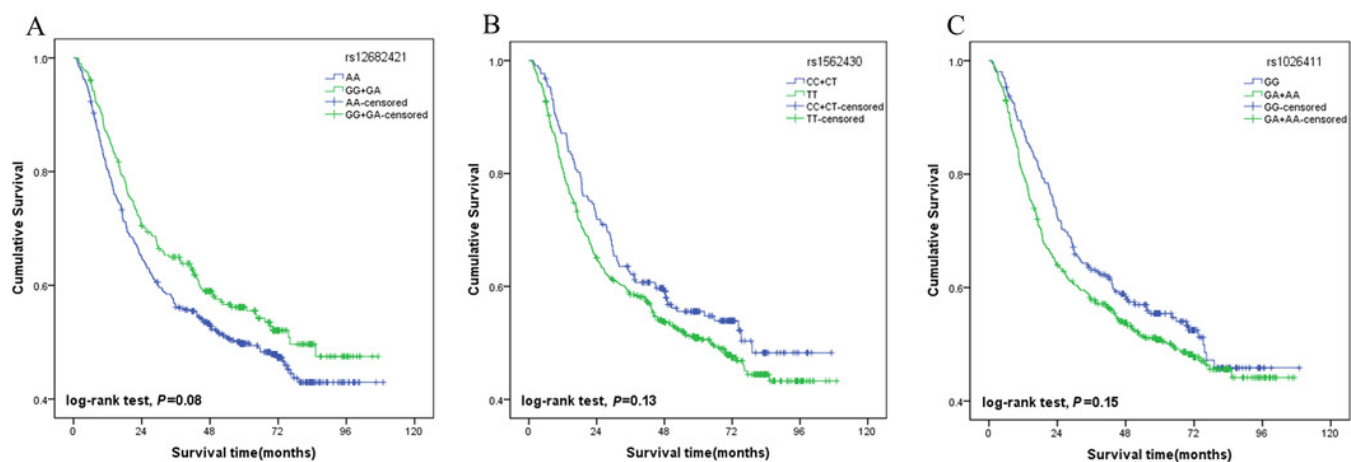 A
rs12682421
AA
GG+GA
AA-censored
GG+GA-censored
1.0
0.8
0.6
0.4
Cumulative Survival
log-rank test, P=0.08
0 24 48 72 96 120
Survival time(months)
B
rs1562430
CC+CT
TT
CC+CT-censored
TT-censored
1.0
0.8
0.6
0.4
Cumulative Survival
log-rank test, P=0.13
0 24 48 72 96 120
Survival time(months)
C
rs1026411
GG
GA+AA
GG-censored
GA+AA-censored
1.0
0.8
0.6
0.4
Cumulative Survival
log-rank test, P=0.15
0 24 48 72 96 120
Survival time(months)